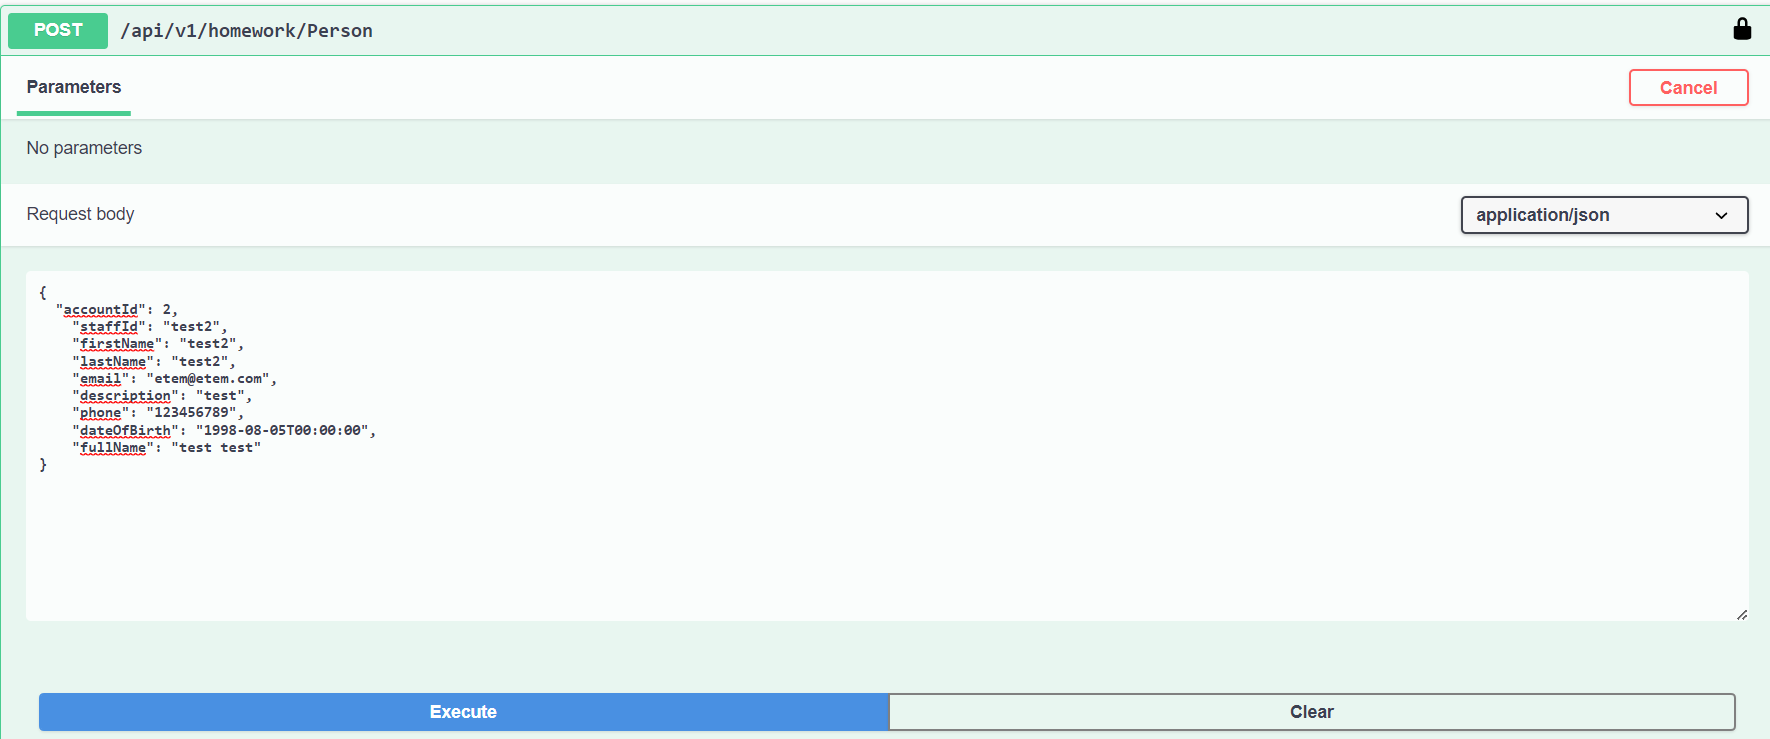 POST /api/v1/homework/Person
Parameters
Cancel
No parameters
Request body
application/json
{
  "accountId": 2,
    "staffId": "test2",
    "firstName": "test2",
    "lastName": "test2",
    "email": "etem@etem.com",
    "description": "test",
    "phone": "123456789",
    "dateOfBirth": "1998-08-05T00:00:00",
    "fullName": "test test"
}
Execute
Clear